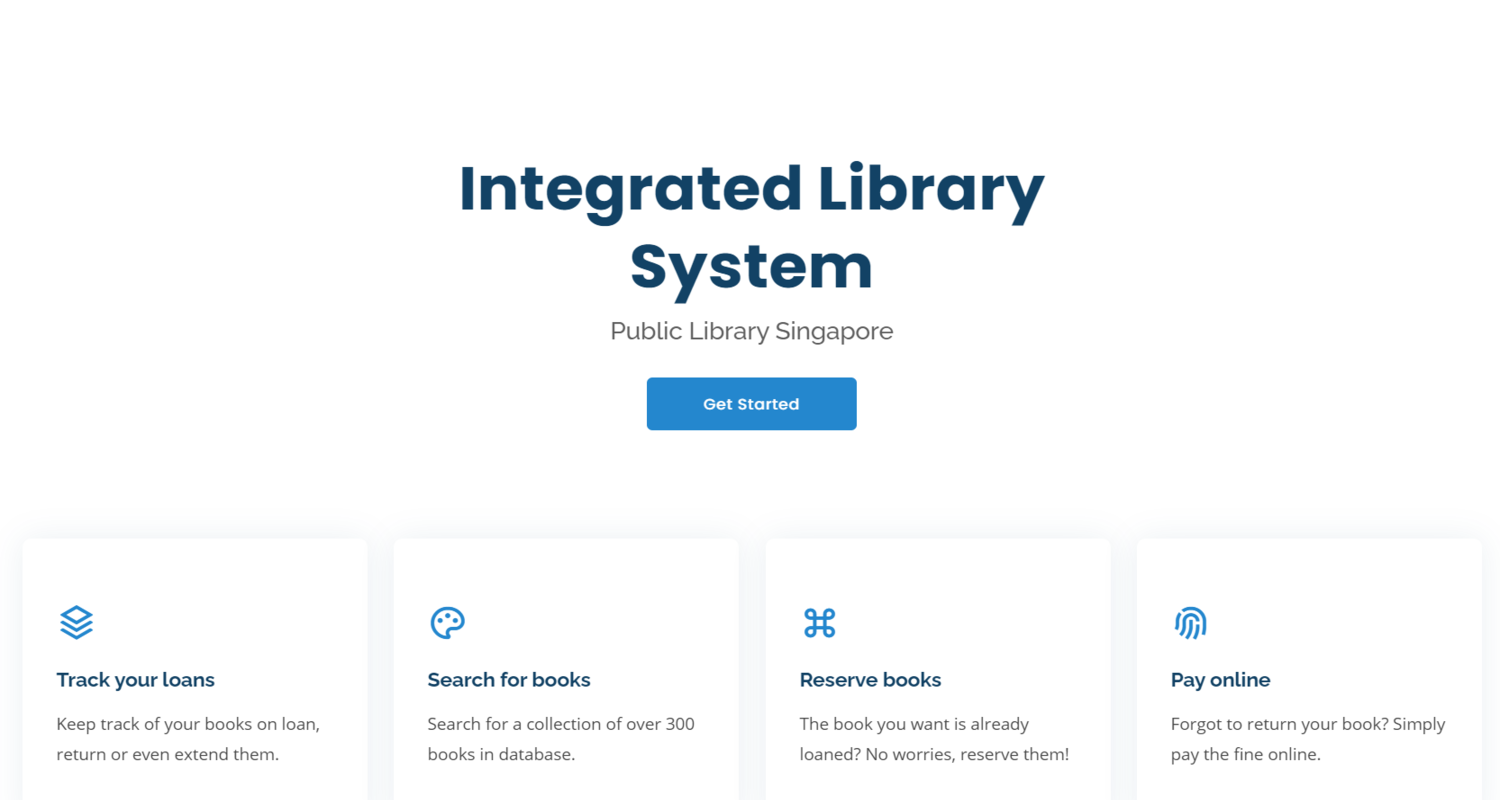 Integrated Library
System
Public Library Singapore
Get Started
Track your loans
Keep track of your books on loan,
return or even extend them.
Search for books
Search for a collection of over 300
books in database.
Reserve books
The book you want is already
loaned? No worries, reserve them!
Pay online
Forgot to return your book? Simply
pay the fine online.